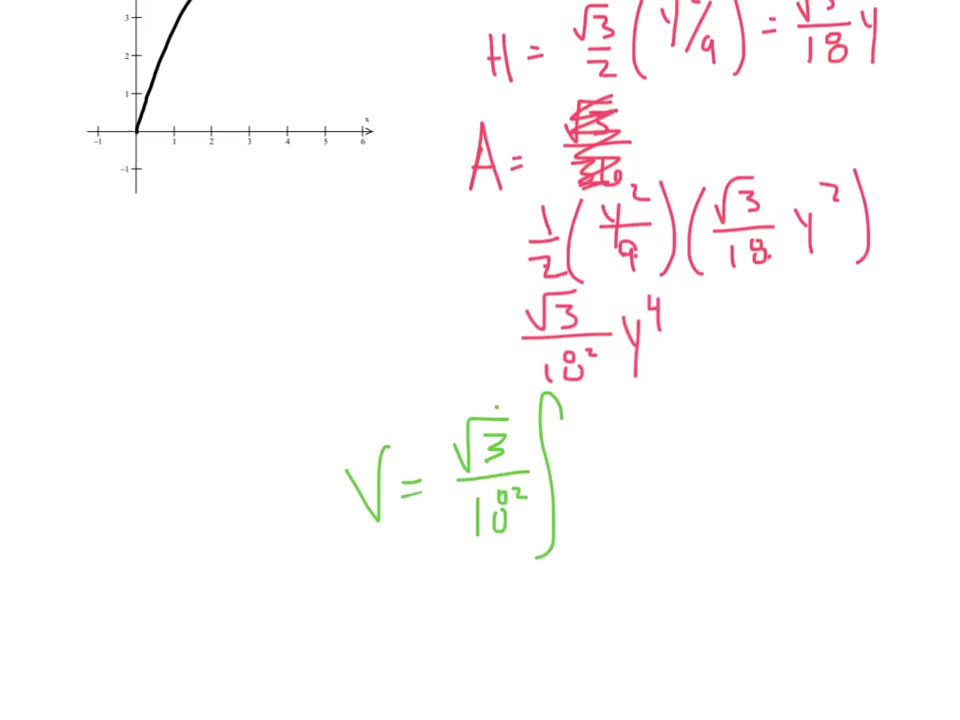 3
2
1
-1
-1 1 2 3 4 5 6
x
H = √3/2 (y²/9) = √3/18 y
A =
1/2 (y²/9) (√3/18 y²)
√3/18² y⁴
V = √3/18² ∫